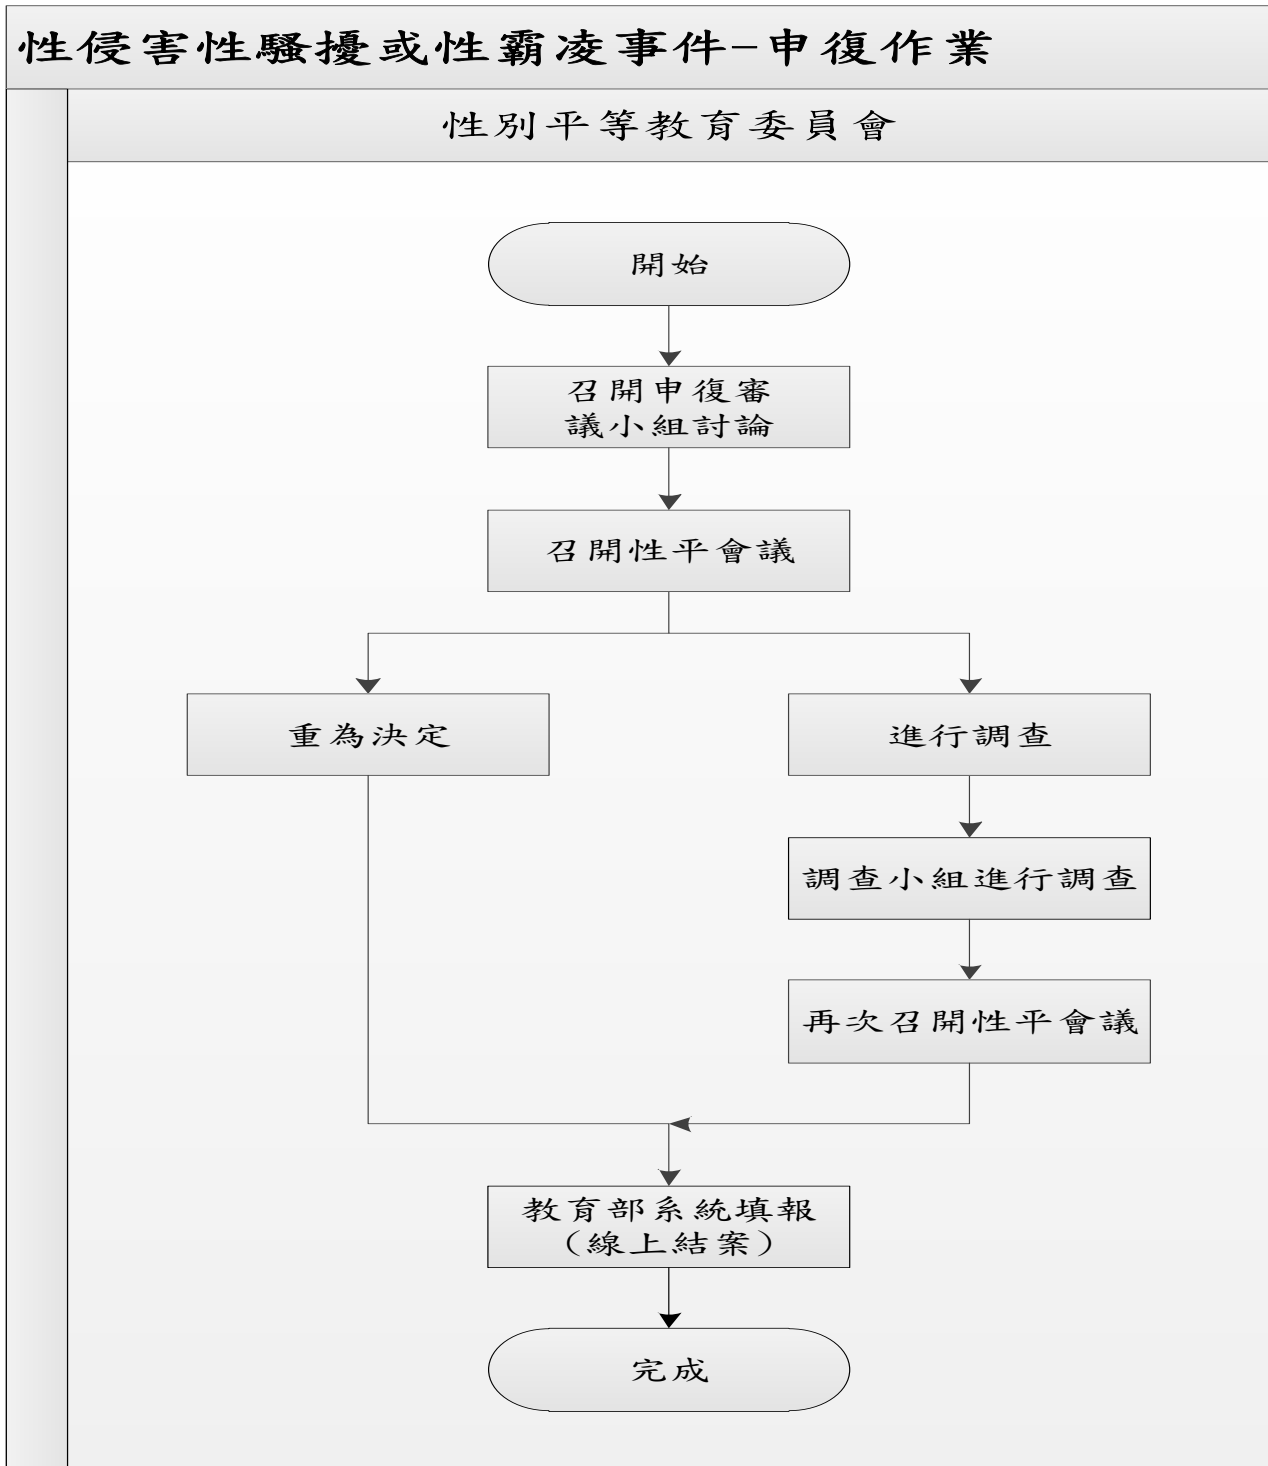 性侵害性騷擾或性霸凌事件-申復作業
性別平等教育委員會
開始
召開申復審
議小組討論
召開性平會議
重為決定
進行調查
調查小組進行調查
再次召開性平會議
教育部系統填報
（線上結案）
完成